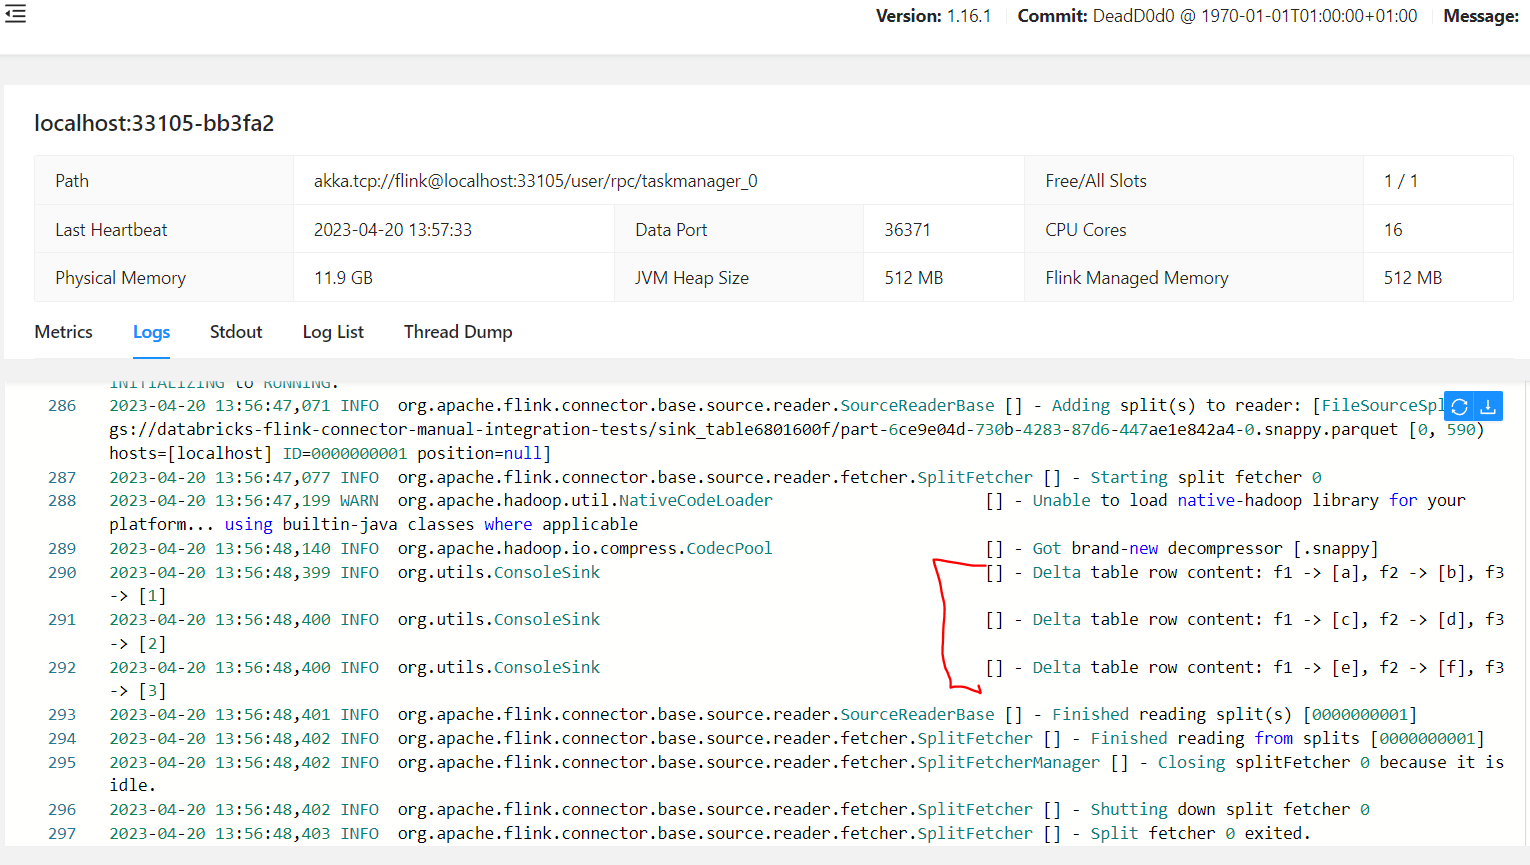 Version: 1.16.1 Commit: DeadD0d0 @ 1970-01-01T01:00:00+01:00 Message:
localhost:33105-bb3fa2
Path akka.tcp://flink@localhost:33105/user/rpc/taskmanager_0 Free/All Slots 1 / 1
Last Heartbeat 2023-04-20 13:57:33 Data Port 36371 CPU Cores 16
Physical Memory 11.9 GB JVM Heap Size 512 MB Flink Managed Memory 512 MB
Metrics Logs Stdout Log List Thread Dump
INITIALIZING to RUNNING.
286 2023-04-20 13:56:47,071 INFO org.apache.flink.connector.base.source.reader.SourceReaderBase [] - Adding split(s) to reader: [FileSourceSpl
gs://databricks-flink-connector-manual-integration-tests/sink_table6801600f/part-6ce9e04d-730b-4283-87d6-447ae1e842a4-0.snappy.parquet [0, 590)
hosts=[localhost] ID=0000000001 position=null]
287 2023-04-20 13:56:47,077 INFO org.apache.flink.connector.base.source.reader.fetcher.SplitFetcher [] - Starting split fetcher 0
288 2023-04-20 13:56:47,199 WARN org.apache.hadoop.util.NativeCodeLoader [] - Unable to load native-hadoop library for your
platform... using builtin-java classes where applicable
289 2023-04-20 13:56:48,140 INFO org.apache.hadoop.io.compress.CodecPool [] - Got brand-new decompressor [.snappy]
290 2023-04-20 13:56:48,399 INFO org.utils.ConsoleSink [] - Delta table row content: f1 -> [a], f2 -> [b], f3
-> [1]
291 2023-04-20 13:56:48,400 INFO org.utils.ConsoleSink [] - Delta table row content: f1 -> [c], f2 -> [d], f3
-> [2]
292 2023-04-20 13:56:48,400 INFO org.utils.ConsoleSink [] - Delta table row content: f1 -> [e], f2 -> [f], f3
-> [3]
293 2023-04-20 13:56:48,401 INFO org.apache.flink.connector.base.source.reader.SourceReaderBase [] - Finished reading split(s) [0000000001]
294 2023-04-20 13:56:48,402 INFO org.apache.flink.connector.base.source.reader.fetcher.SplitFetcher [] - Finished reading from splits [0000000001]
295 2023-04-20 13:56:48,402 INFO org.apache.flink.connector.base.source.reader.fetcher.SplitFetcherManager [] - Closing splitFetcher 0 because it is
idle.
296 2023-04-20 13:56:48,402 INFO org.apache.flink.connector.base.source.reader.fetcher.SplitFetcher [] - Shutting down split fetcher 0
297 2023-04-20 13:56:48,403 INFO org.apache.flink.connector.base.source.reader.fetcher.SplitFetcher [] - Split fetcher 0 exited.